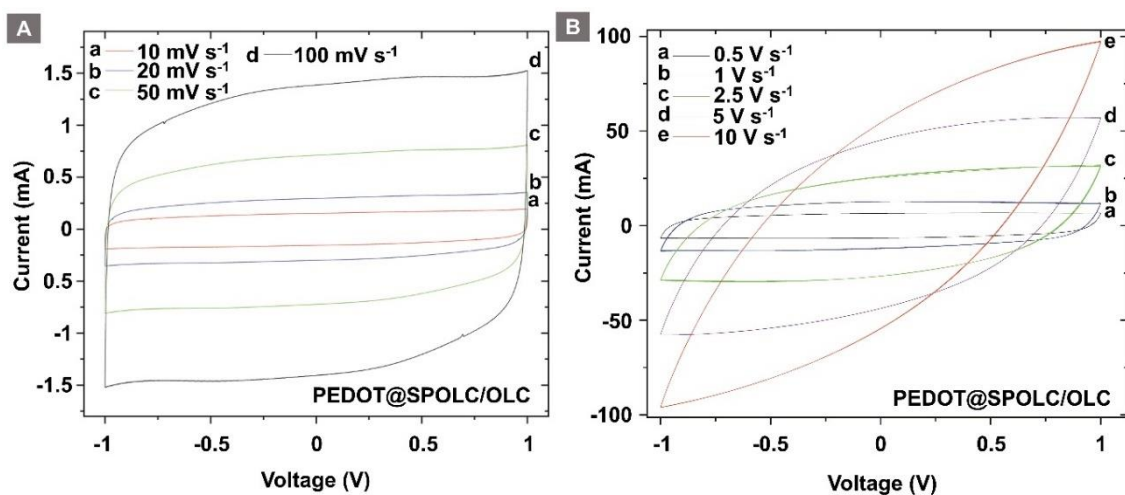 A
a 10 mV s⁻¹ d 100 mV s⁻¹
b 20 mV s⁻¹
c 50 mV s⁻¹
d
c
b
a
1.5
1
0.5
0
0.5
-1
-1.5
Current (mA)
PEDOT@SPOLC/OLC
-1 -0.5 0 0.5 1
Voltage (V)
B
a 0.5 V s⁻¹
b 1 V s⁻¹
c 2.5 V s⁻¹
d 5 V s⁻¹
e 10 V s⁻¹
e
d
c
b
a
100
50
0
-50
-100
Current (mA)
PEDOT@SPOLC/OLC
-1 -0.5 0 0.5 1
Voltage (V)